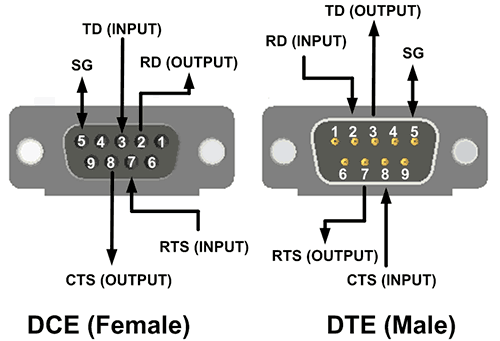 TD (INPUT)
RD (OUTPUT)
SG
5 4 3 2 1
9 8 7 6
RTS (INPUT)
CTS (OUTPUT)
DCE (Female)
TD (OUTPUT)
RD (INPUT)
SG
1 2 3 4 5
6 7 8 9
RTS (OUTPUT)
CTS (INPUT)
DTE (Male)